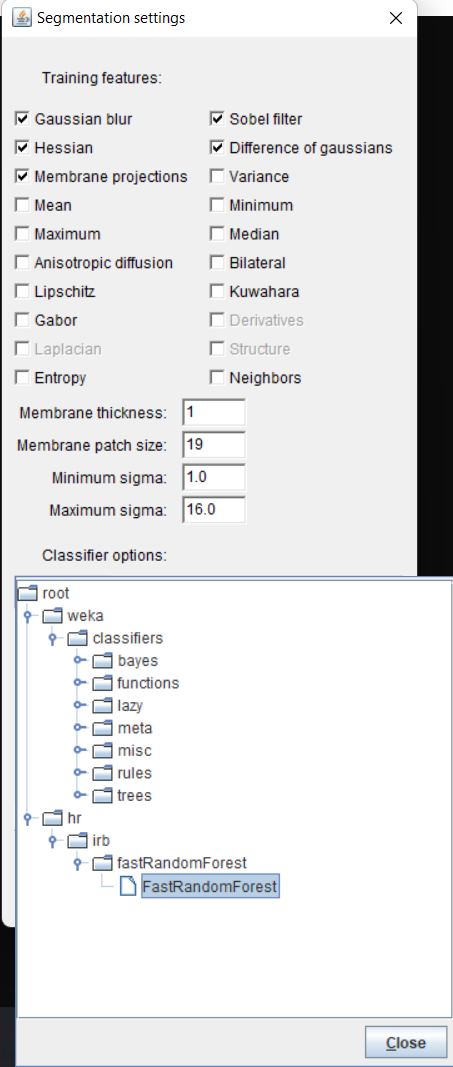 Segmentation settings
Training features:
Gaussian blur Sobel filter
Hessian Difference of gaussians
Membrane projections Variance
Mean Minimum
Maximum Median
Anisotropic diffusion Bilateral
Lipschitz Kuwahara
Gabor Derivatives
Laplacian Structure
Entropy Neighbors
Membrane thickness: 1
Membrane patch size: 19
Minimum sigma: 1.0
Maximum sigma: 16.0
Classifier options:
root
weka
classifiers
bayes
functions
lazy
meta
misc
rules
trees
hr
irb
fastRandomForest
FastRandomForest
Close